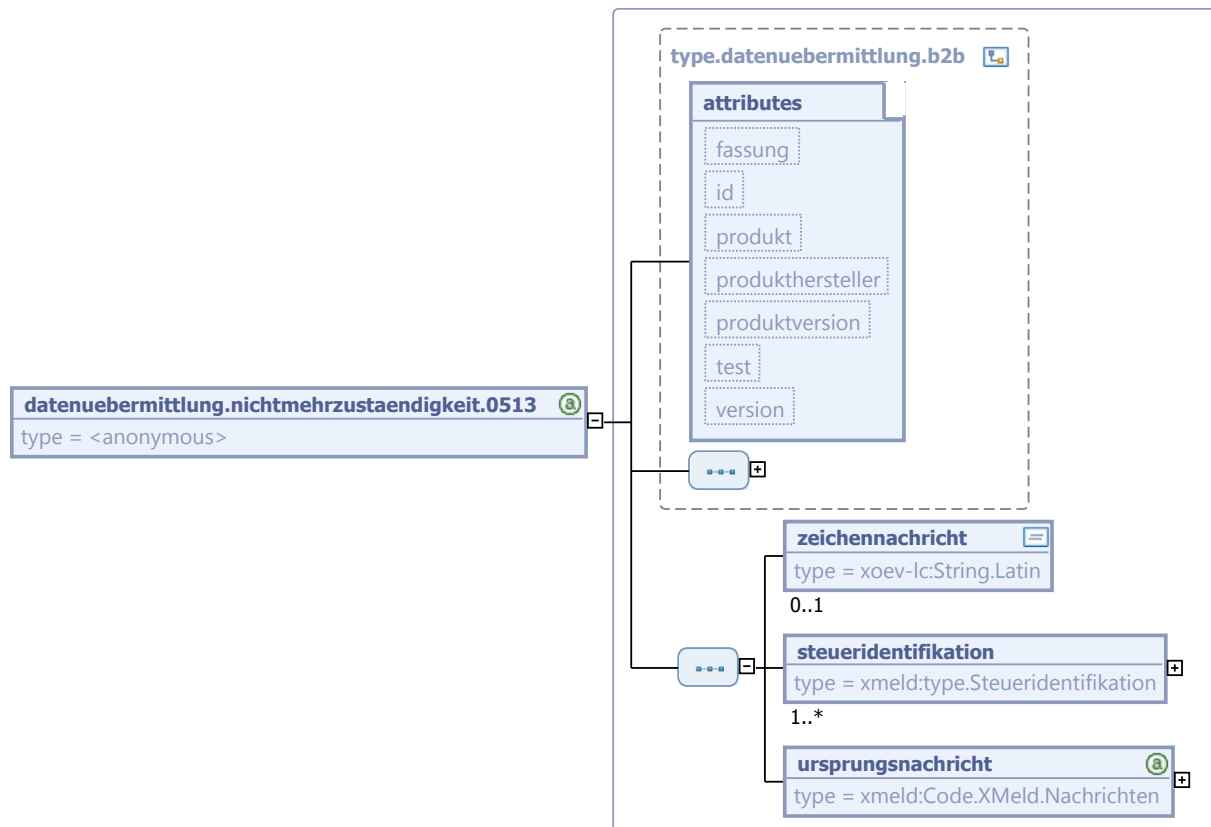 type.datenuebermittlung.b2b
attributes
fassung
id
produkt
produkthersteller
produktversion
test
version
datenuebermittlung.nichtmehrzustaendigkeit.0513
type = <anonymous>
zeichennachricht
type = xoev-lc:String.Latin
0..1
steueridentifikation
type = xmeld:type.Steueridentifikation
1..*
ursprungsnachricht
type = xmeld:Code.XMeld.Nachrichten